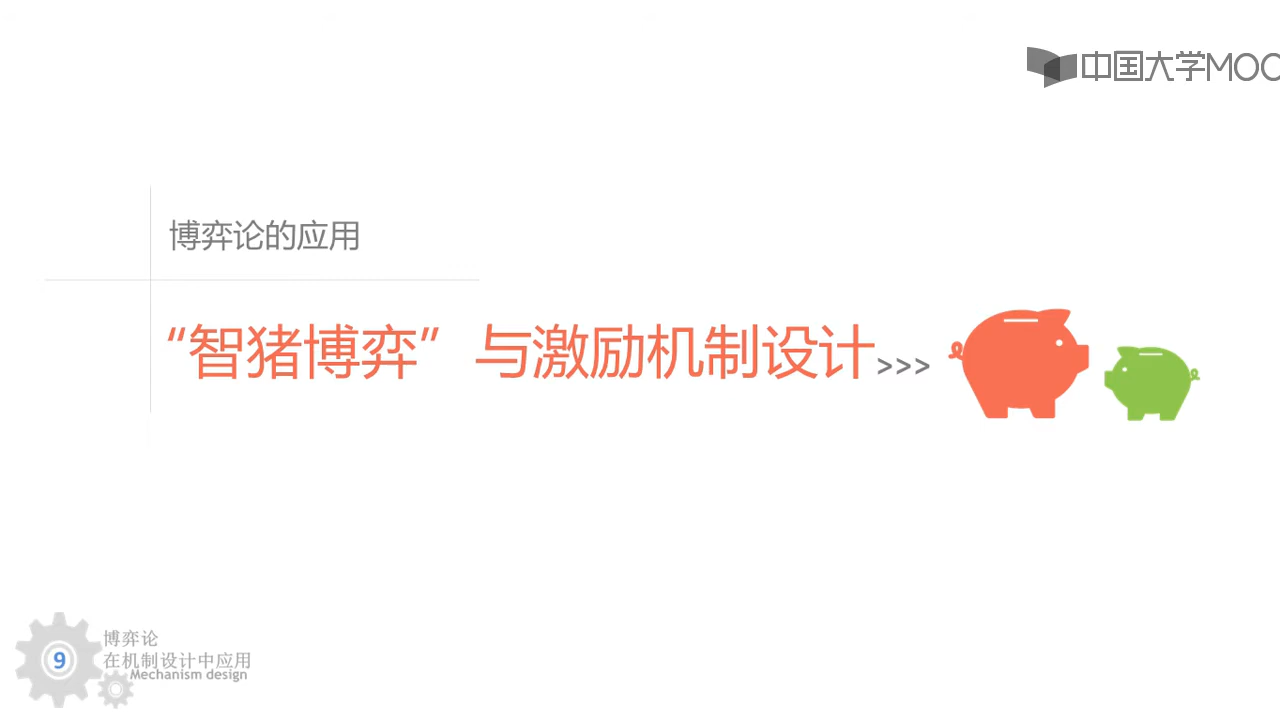 中国大学MOO
博弈论的应用
“智猪博弈”与激励机制设计>>>
9
博弈论
在机制设计中应用
Mechanism design